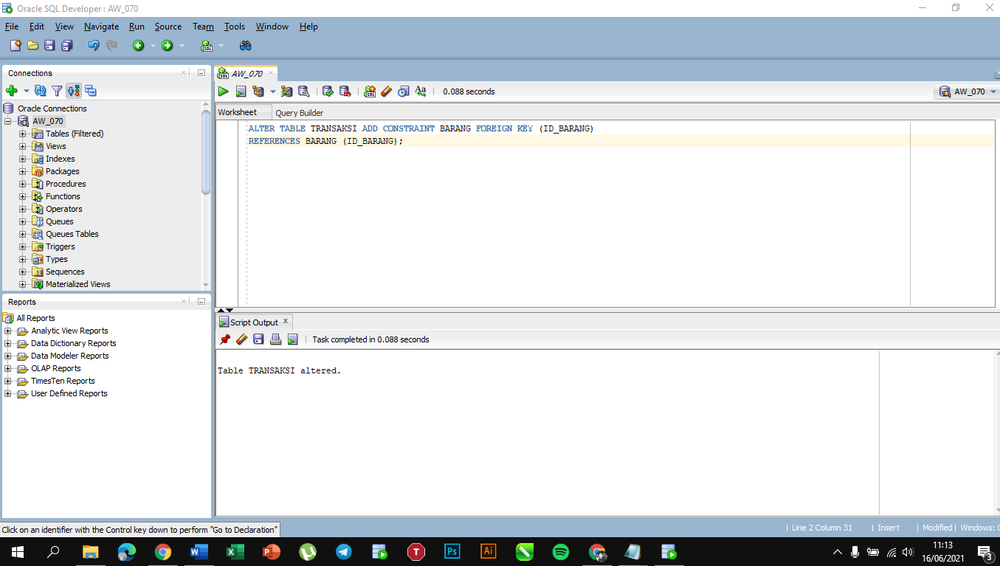 Oracle SQL Developer : AW_070
File Edit View Navigate Run Source Team Tools Window Help
Connections
Oracle Connections
AW_070
Tables (Filtered)
Views
Indexes
Packages
Procedures
Functions
Operators
Queues
Queues Tables
Triggers
Types
Sequences
Materialized Views
Reports
All Reports
Analytic View Reports
Data Dictionary Reports
Data Modeler Reports
OLAP Reports
TimesTen Reports
User Defined Reports
AW_070
0.088 seconds
AW_070
Worksheet Query Builder
ALTER TABLE TRANSAKSI ADD CONSTRAINT BARANG FOREIGN KEY (ID_BARANG)
REFERENCES BARANG (ID_BARANG);
Script Output
Task completed in 0.088 seconds
Table TRANSAKSI altered.
Click on an identifier with the Control key down to perform "Go to Declaration"
| Line 2 Column 31 | Insert | Modified | Windows: C
11:13
16/06/2021
3